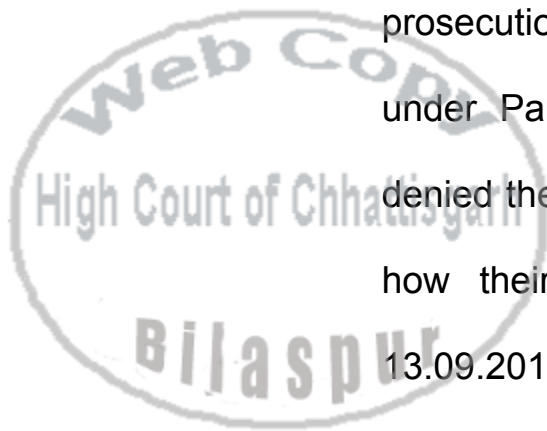 prosecutio
under Pa
denied the
how their
13.09.201
Web Copy
High Court of Chhattisgarh
Bilaspur